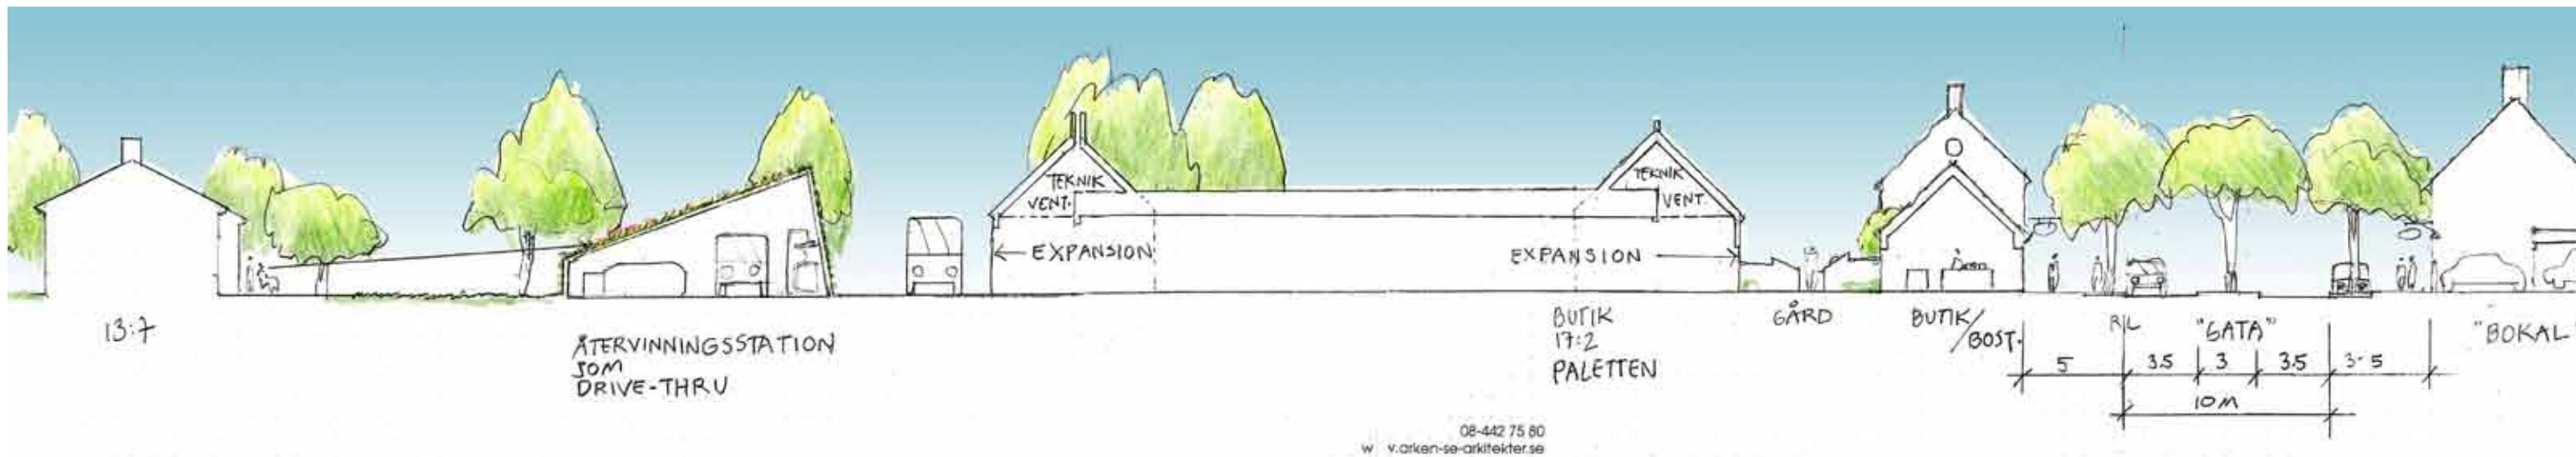 TEKNIK
VENT.
← EXPANSION
TEKNIK
VENT.
EXPANSION →
13:7
ÅTERVINNINGSSTATION
SOM
DRIVE-THRU
BUTIK
17:2
PALETTEN
GÅRD
BUTIK/
BOST.
"GATA"
"BOKAL
5
3.5
3
3.5
3-5
10M
08-442 75 80
w v.arken-se-arkitekter.se